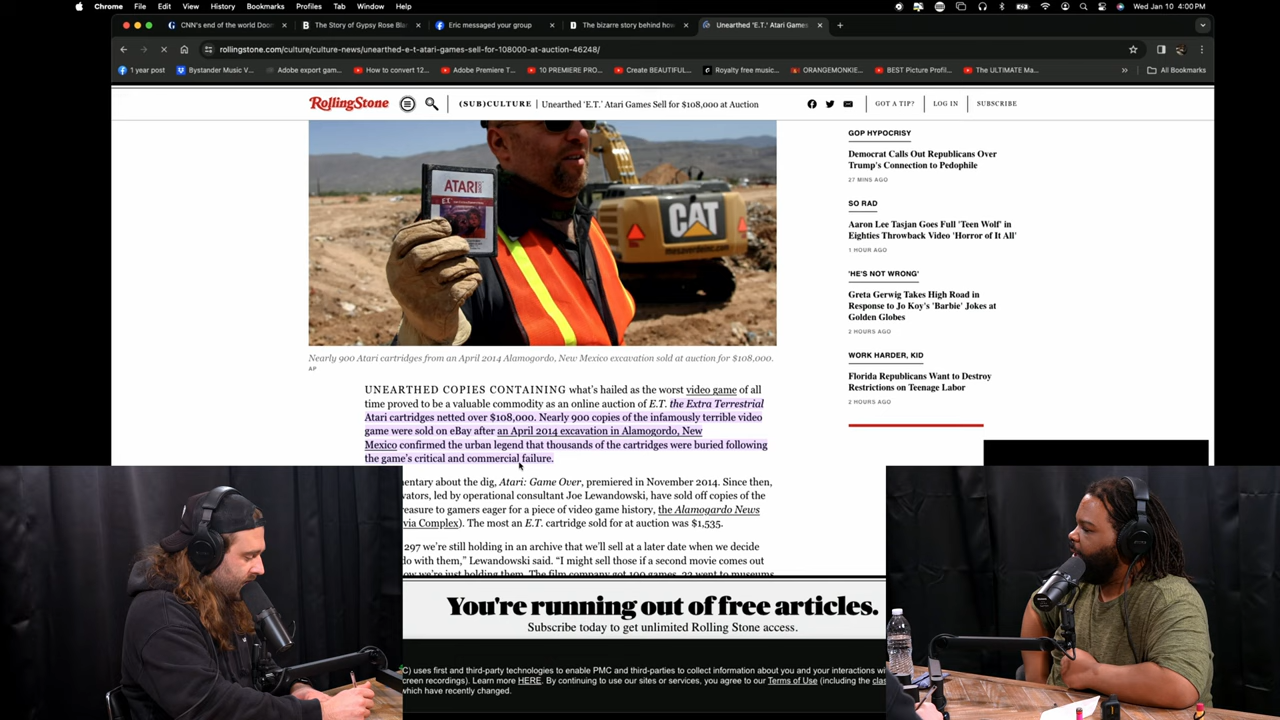 Chrome File Edit View History Bookmarks Profiles Tab Window Help
Wed Jan 10 4:00 PM
CNN's end of the world Doo
The Story of Gypsy Rose Bla
Eric messaged your group
The bizarre story behind how
Unearthed 'E.T.' Atari Games
rollingstone.com/culture/culture-news/unearthed-e-t-atari-games-sell-for-108000-at-auction-46248/
1 year post
Bystander Music V...
Adobe export gam...
How to convert 12...
Adobe Premiere T...
10 PREMIERE PRO...
Create BEAUTIFUL...
Royalty free music...
ORANGEMONKIE...
BEST Picture Profil...
The ULTIMATE Ma...
All Bookmarks
RollingStone
(SUB)CULTURE | Unearthed 'E.T.' Atari Games Sell for $108,000 at Auction
GOT A TIP? LOG IN SUBSCRIBE
ATARI
CAT
Nearly 900 Atari cartridges from an April 2014 Alamogordo, New Mexico excavation sold at auction for $108,000.
AP
UNEARTHED COPIES CONTAINING what's hailed as the worst video game of all
time proved to be a valuable commodity as an online auction of E.T. the Extra Terrestrial
Atari cartridges netted over $108,000. Nearly 900 copies of the infamously terrible video
game were sold on eBay after an April 2014 excavation in Alamogordo, New
Mexico confirmed the urban legend that thousands of the cartridges were buried following
the game's critical and commercial failure.
entary about the dig, Atari: Game Over, premiered in November 2014. Since then,
vators, led by operational consultant Joe Lewandowski, have sold off copies of the
reasure to gamers eager for a piece of video game history, the Alamogardo News
via Complex). The most an E.T. cartridge sold for at auction was $1,535.
297 we're still holding in an archive that we'll sell at a later date when we decide
do with them," Lewandowski said. "I might sell those if a second movie comes out
ow we're just holding them. The film company got 100 games, 23 went to museums
GOP HYPOCRISY
Democrat Calls Out Republicans Over
Trump's Connection to Pedophile
27 MINS AGO
SO RAD
Aaron Lee Tasjan Goes Full 'Teen Wolf' in
Eighties Throwback Video 'Horror of It All'
1 HOUR AGO
'HE'S NOT WRONG'
Greta Gerwig Takes High Road in
Response to Jo Koy's 'Barbie' Jokes at
Golden Globes
2 HOURS AGO
WORK HARDER, KID
Florida Republicans Want to Destroy
Restrictions on Teenage Labor
2 HOURS AGO
You're running out of free articles.
Subscribe today to get unlimited Rolling Stone access.
C) uses first and third-party technologies to enable PMC and third-parties to collect information about you and your interactions wi
creen recordings). Learn more HERE. By continuing to use our sites or services, you agree to our Terms of Use (including the clas
which have recently changed.